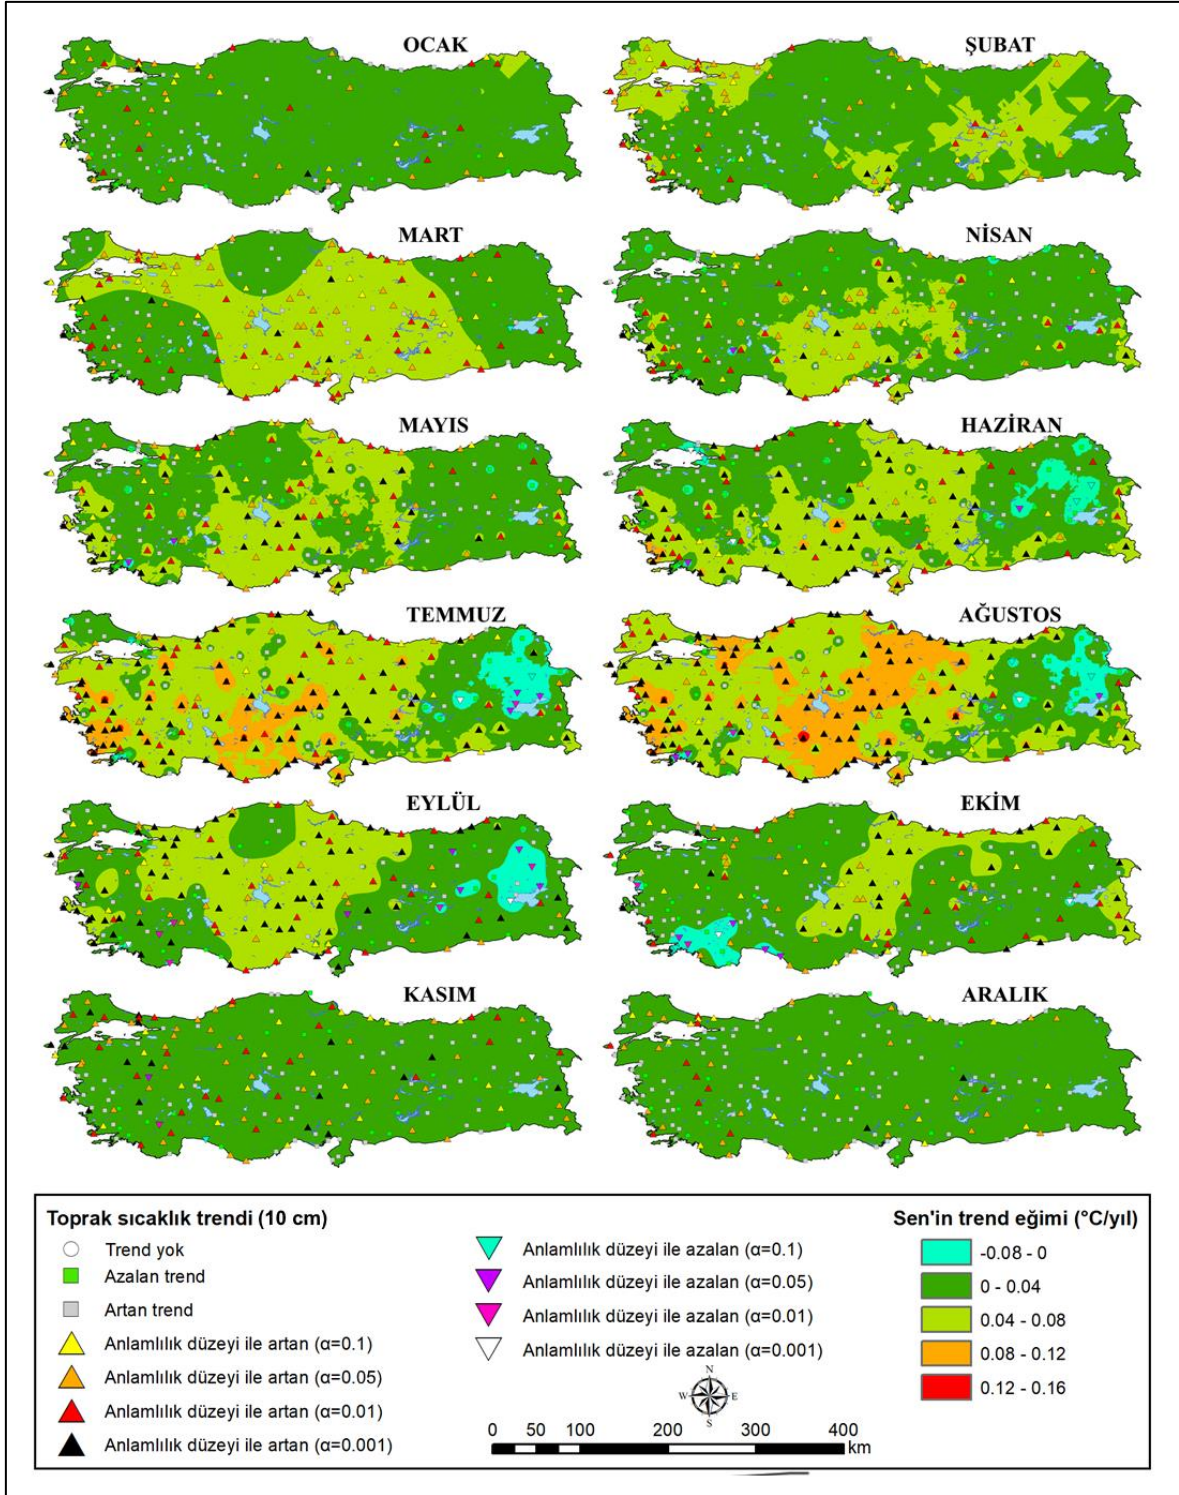 OCAK
ŞUBAT
MART
NİSAN
MAYIS
HAZİRAN
TEMMUZ
AĞUSTOS
EYLÜL
EKİM
KASIM
ARALIK
Toprak sıcaklık trendi (10 cm)
Trend yok
Azalan trend
Artan trend
Anlamlılık düzeyi ile artan (α=0.1)
Anlamlılık düzeyi ile artan (α=0.05)
Anlamlılık düzeyi ile artan (α=0.01)
Anlamlılık düzeyi ile artan (α=0.001)
Anlamlılık düzeyi ile azalan (α=0.1)
Anlamlılık düzeyi ile azalan (α=0.05)
Anlamlılık düzeyi ile azalan (α=0.01)
Anlamlılık düzeyi ile azalan (α=0.001)
N
W E
S
0 50 100 200 300 400
km
Sen'in trend eğimi (°C/yıl)
-0.08 - 0
0 - 0.04
0.04 - 0.08
0.08 - 0.12
0.12 - 0.16